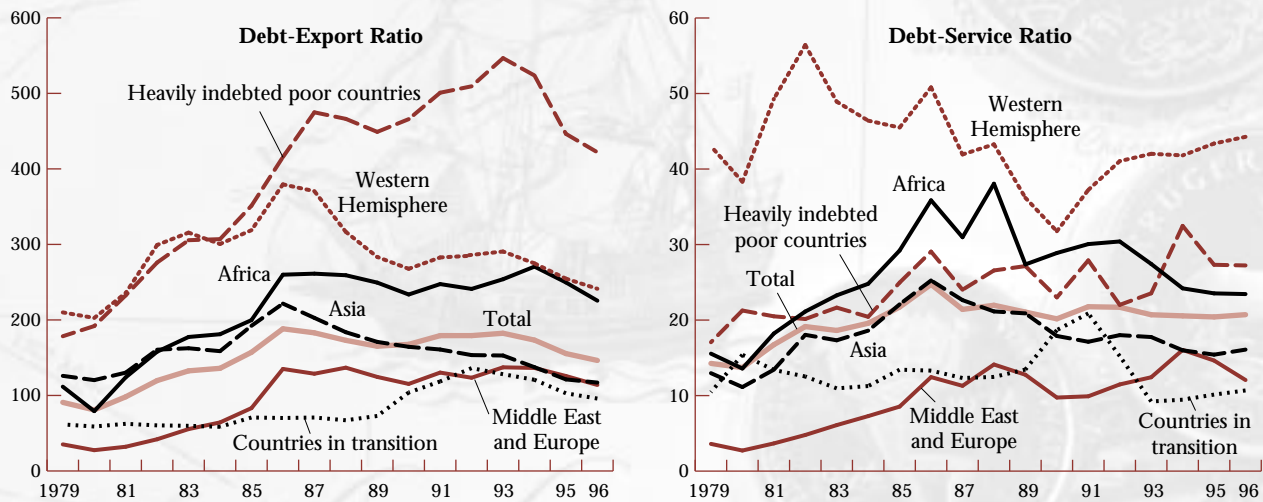 Debt-Export Ratio
600
500
400
300
200
100
0
Heavily indebted poor countries
Western
Hemisphere
Africa
Asia
Total
Middle East
and Europe
Countries in transition
1979 81 83 85 87 89 91 93 95 96
Debt-Service Ratio
60
50
40
30
20
10
0
Western
Hemisphere
Africa
Heavily indebted
poor countries
Total
Asia
Middle East
and Europe
Countries in
transition
1979 81 83 85 87 89 91 93 95 96